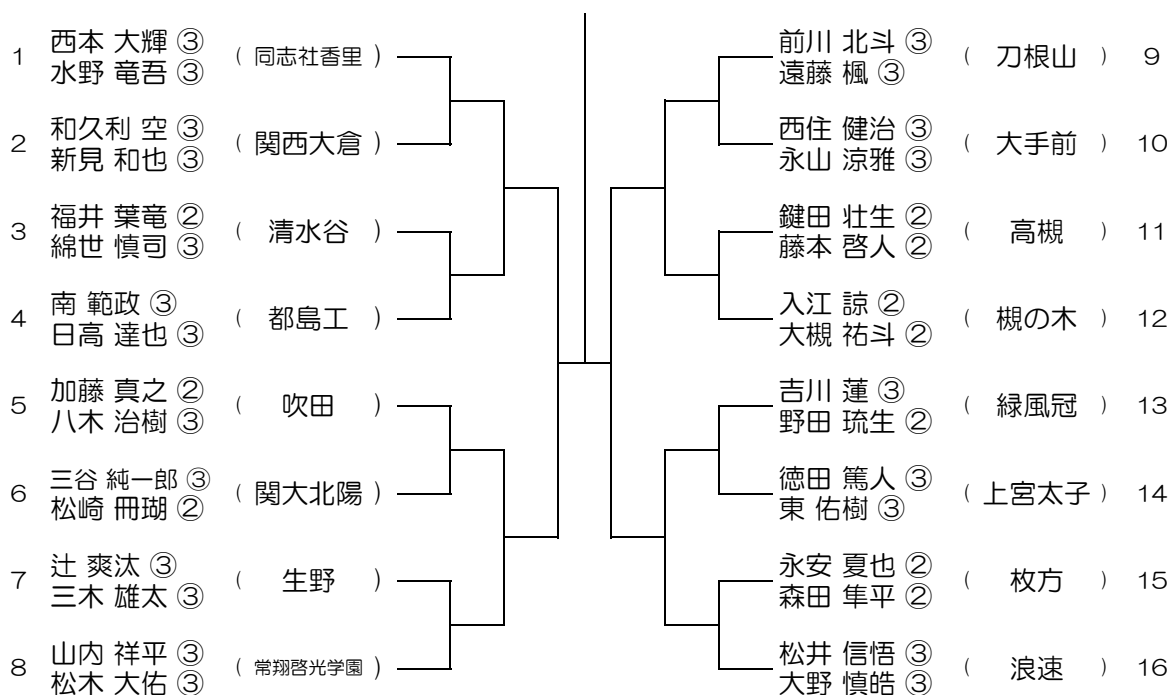 1 西本 大輝 ③ ( 同志社香里 )
水野 竜吾 ③
2 和久利 空 ③ ( 関西大倉 )
新見 和也 ③
3 福井 葉竜 ② ( 清水谷 )
綿世 慎司 ③
4 南 範政 ③ ( 都島工 )
日高 達也 ③
5 加藤 真之 ② ( 吹田 )
八木 治樹 ③
6 三谷 純一郎 ③ ( 関大北陽 )
松崎 冊瑚 ②
7 辻 爽汰 ③ ( 生野 )
三木 雄太 ③
8 山内 祥平 ③ ( 常翔啓光学園 )
松木 大佑 ③
前川 北斗 ③ ( 刀根山 ) 9
遠藤 楓 ③
西住 健治 ③ ( 大手前 ) 10
永山 涼雅 ③
鍵田 壮生 ② ( 高槻 ) 11
藤本 啓人 ②
入江 諒 ② ( 槻の木 ) 12
大槻 祐斗 ②
吉川 蓮 ③ ( 緑風冠 ) 13
野田 琉生 ②
徳田 篤人 ③ ( 上宮太子 ) 14
東 佑樹 ③
永安 夏也 ② ( 枚方 ) 15
森田 隼平 ②
松井 信悟 ③ ( 浪速 ) 16
大野 慎皓 ③